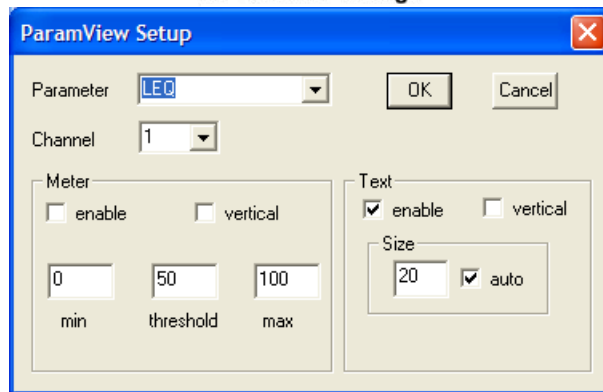 ParamView Setup
Parameter LEQ OK Cancel
Channel 1
Meter Text
enable vertical enable vertical
Size
0 50 100 20 auto
min threshold max